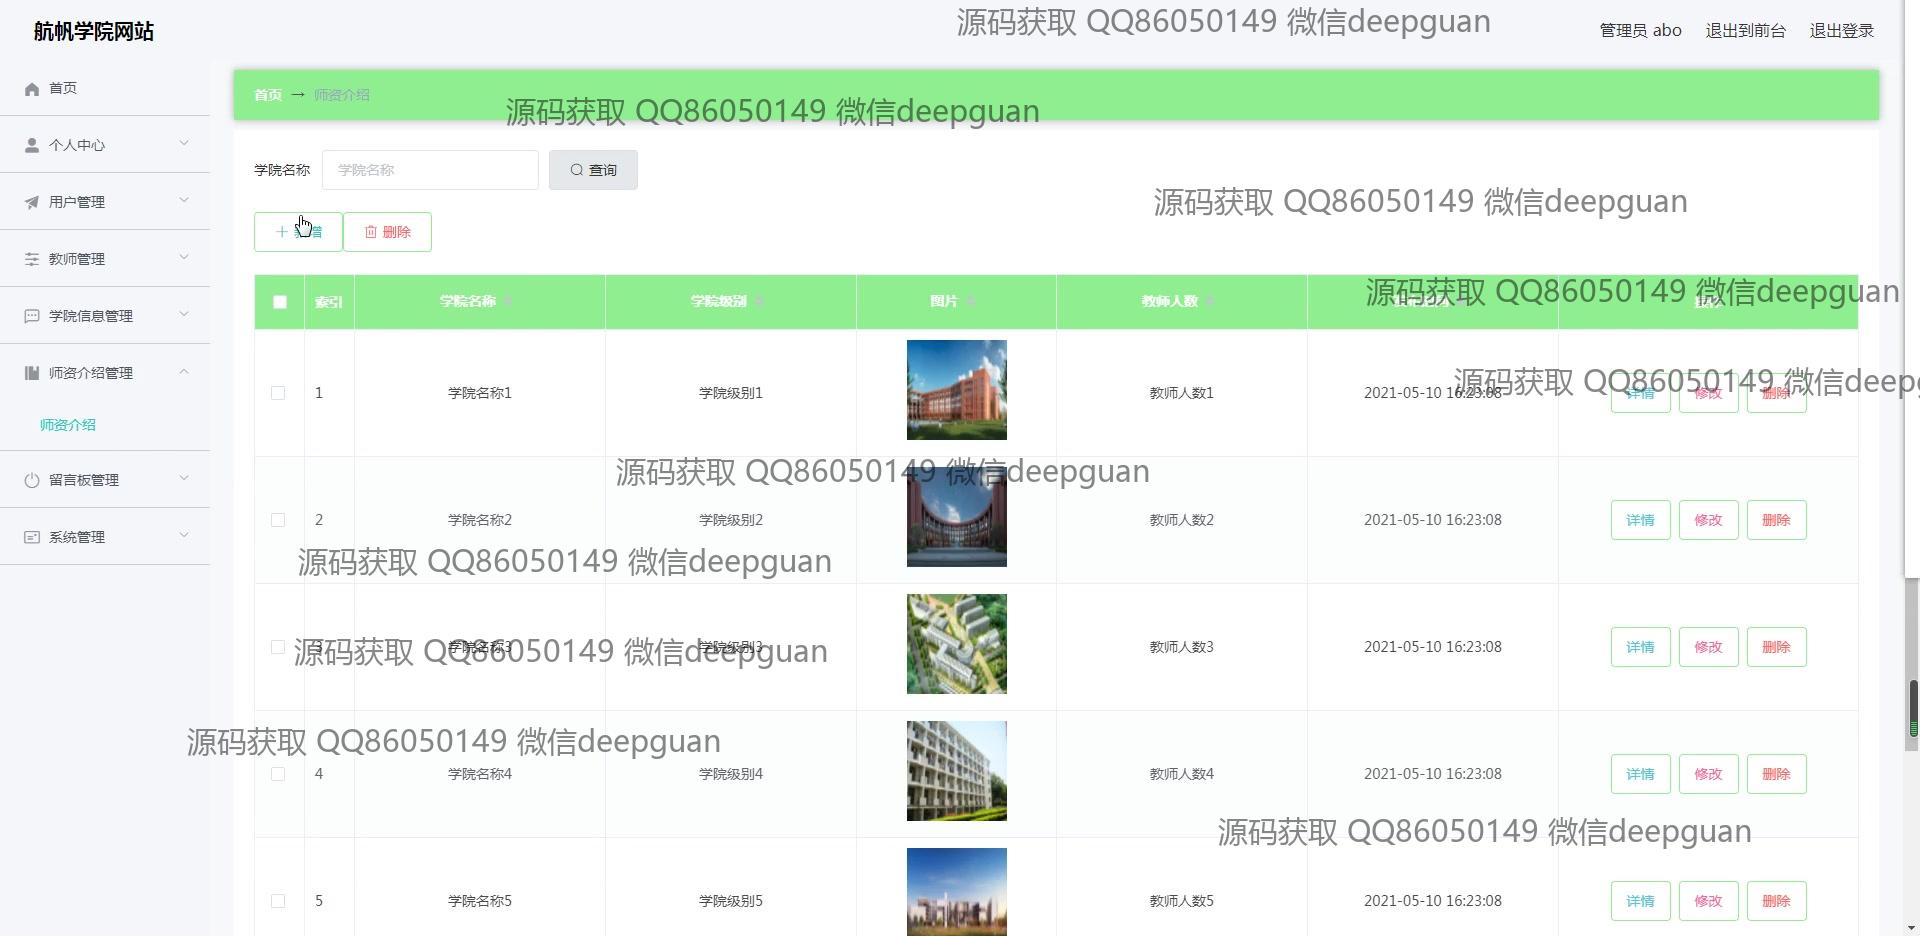 航帆学院网站
源码获取 QQ86050149 微信deepguan
管理员 abo 退出到前台 退出登录
首页
个人中心
用户管理
教师管理
学院信息管理
师资介绍管理
师资介绍
留言板管理
系统管理
首页 → 师资介绍
源码获取 QQ86050149 微信deepguan
学院名称 学院名称 查询
源码获取 QQ86050149 微信deepguan
增 删除
索引 学院名称 学院级别 图片 教师人数
源码获取 QQ86050149 微信deepguan
1 学院名称1 学院级别1 教师人数1 2021-05-10 16:23:08 详情 修改 删除
源码获取 QQ86050149 微信deep
源码获取 QQ86050149 微信deepguan
2 学院名称2 学院级别2 教师人数2 2021-05-10 16:23:08 详情 修改 删除
源码获取 QQ86050149 微信deepguan
3 学院名称3 学院级别3 教师人数3 2021-05-10 16:23:08 详情 修改 删除
源码获取 QQ86050149 微信deepguan
源码获取 QQ86050149 微信deepguan
4 学院名称4 学院级别4 教师人数4 2021-05-10 16:23:08 详情 修改 删除
源码获取 QQ86050149 微信deepguan
5 学院名称5 学院级别5 教师人数5 2021-05-10 16:23:08 详情 修改 删除